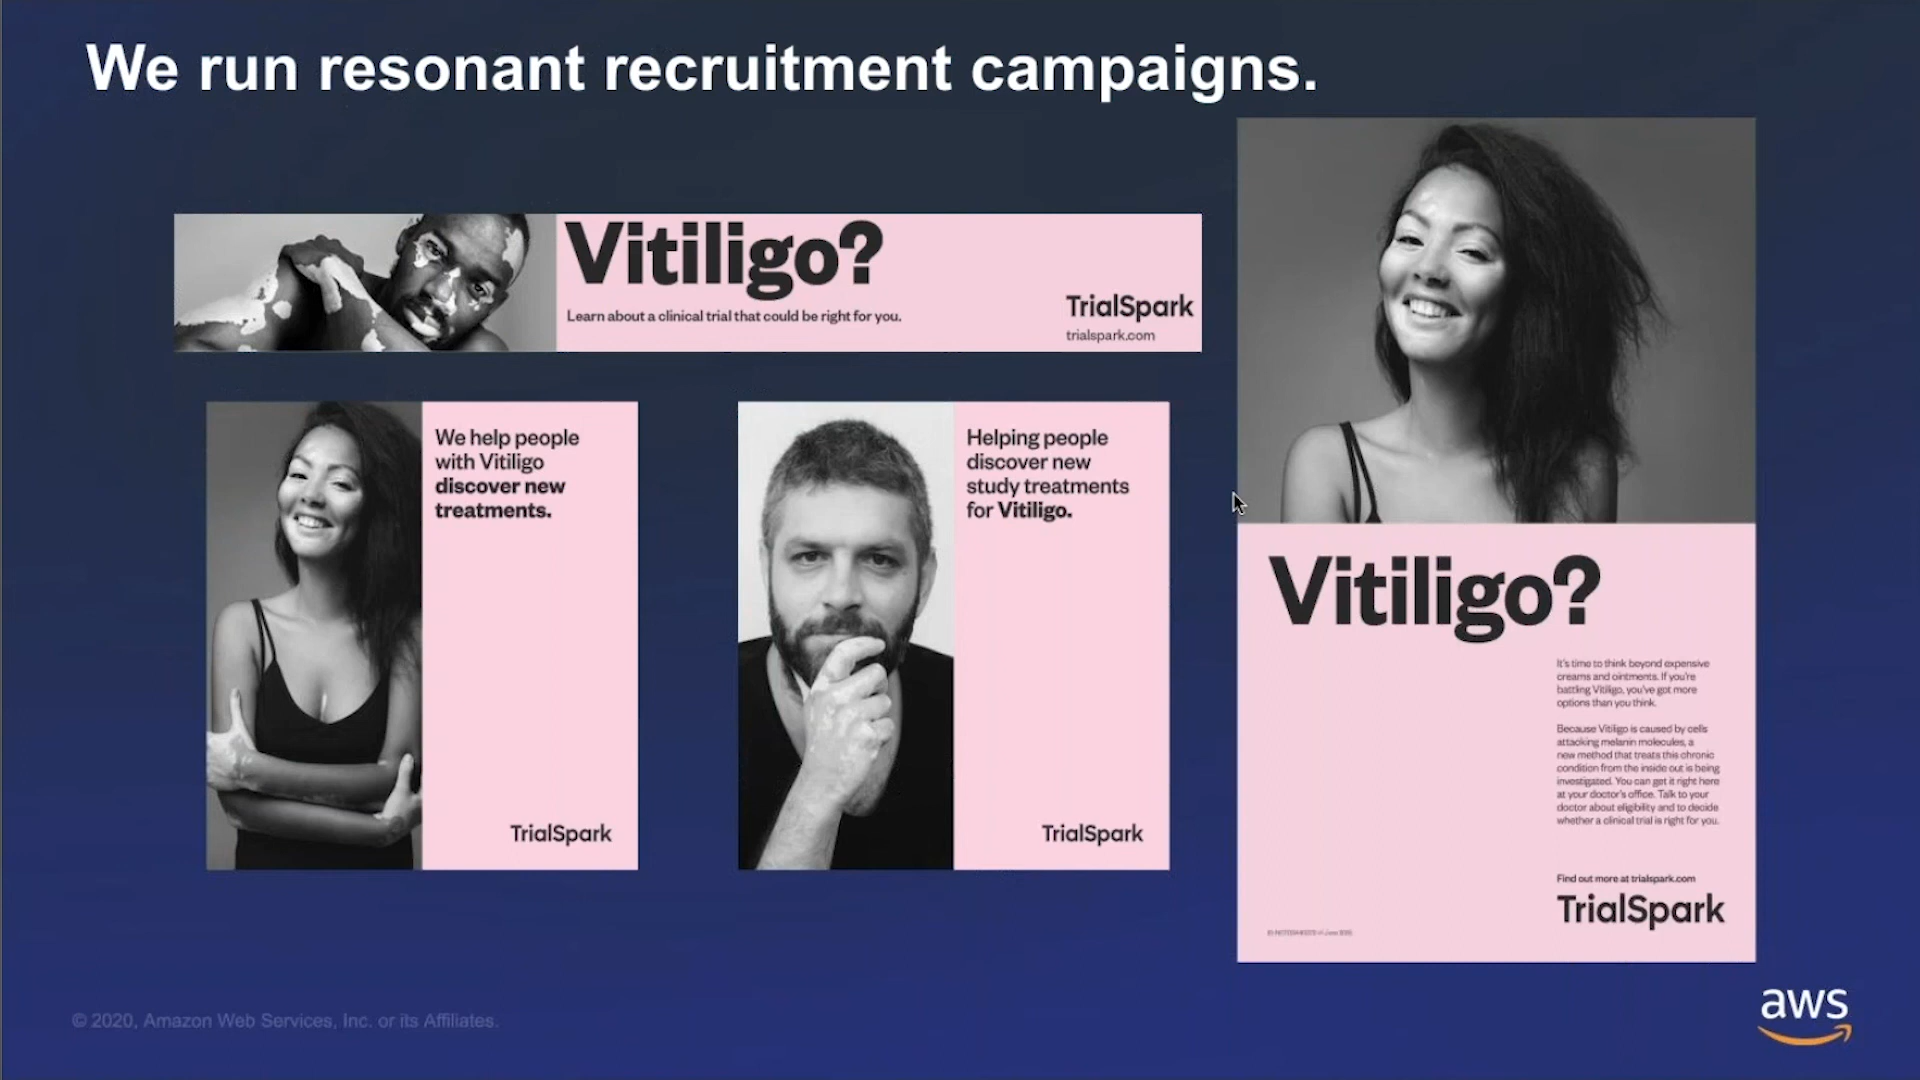 We run resonant recruitment campaigns.
Vitiligo?
Learn about a clinical trial that could be right for you.
TrialSpark
trialspark.com
We help people
with Vitiligo
discover new
treatments.
TrialSpark
Helping people
discover new
study treatments
for Vitiligo.
TrialSpark
Vitiligo?
It's time to think beyond expensive
creams and ointments. If you're
battling Vitiligo, you've got more
options than you think.
Because Vitiligo is caused by cells
attacking melanin molecules, a
new method that treats this chronic
condition from the inside out is being
investigated. You can get it right here
at your doctor's office. Talk to your
doctor about eligibility and to decide
whether a clinical trial is right for you.
Find out more at trialspark.com
TrialSpark
© 2020, Amazon Web Services, Inc. or its Affiliates.
aws